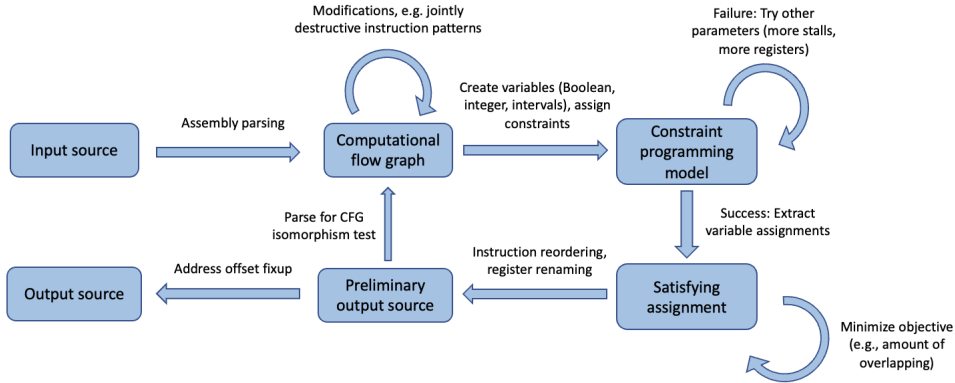 Modifications, e.g. jointly
destructive instruction patterns
Failure: Try other
parameters (more stalls,
more registers)
Create variables (Boolean,
integer, intervals), assign
constraints
Assembly parsing
Input source
Computational
flow graph
Constraint
programming
model
Parse for CFG
isomorphism test
Success: Extract
variable assignments
Instruction reordering,
register renaming
Address offset fixup
Output source
Preliminary
output source
Satisfying
assignment
Minimize objective
(e.g., amount of
overlapping)